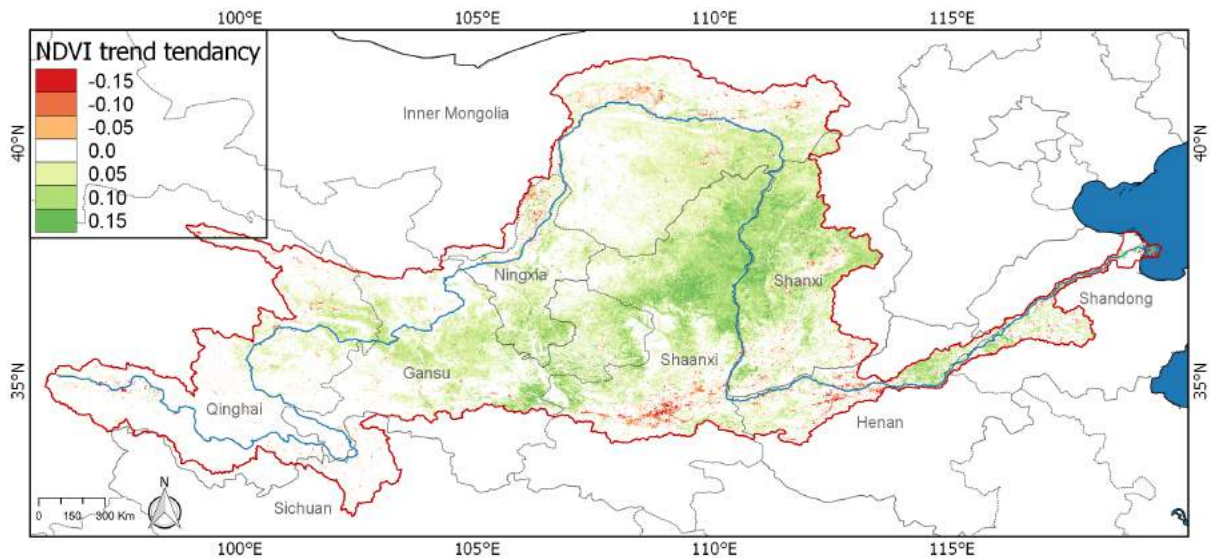 100°E 105°E 110°E 115°E
NDVI trend tendancy
-0.15
-0.10
-0.05
0.0
0.05
0.10
0.15
Inner Mongolia
40°N 40°N
Ningxia
Shanxi
Shandong
Gansu
Shaanxi
35°N 35°N
Qinghai
Henan
Sichuan
0 150 300 Km
N
100°E 105°E 110°E 115°E